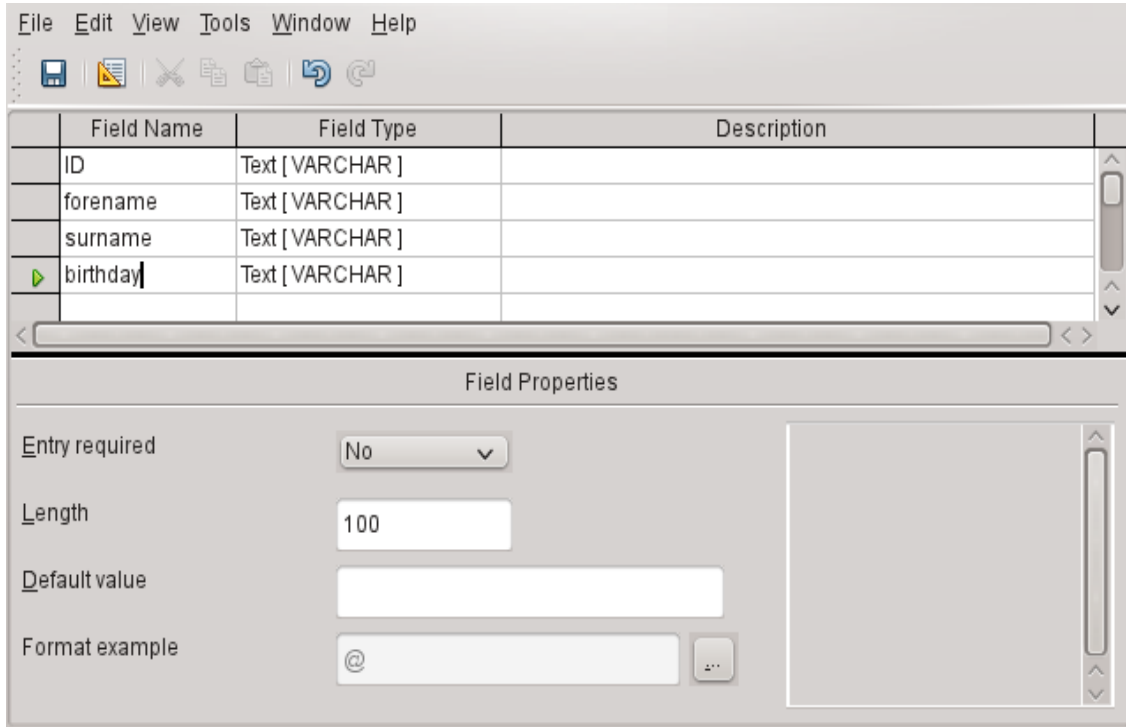 File Edit View Tools Window Help
Field Name Field Type Description
ID Text [ VARCHAR ]
forename Text [ VARCHAR ]
surname Text [ VARCHAR ]
birthday Text [ VARCHAR ]
Field Properties
Entry required No
Length 100
Default value
Format example @ ...